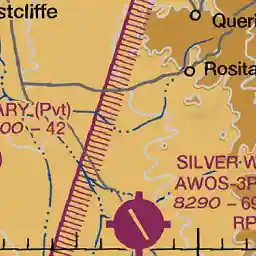 stcliffe
Queri
Rosita
ARY (Pvt)
00 - 42
)
SILVER W
AWOS-3P
8290 - 69
RP